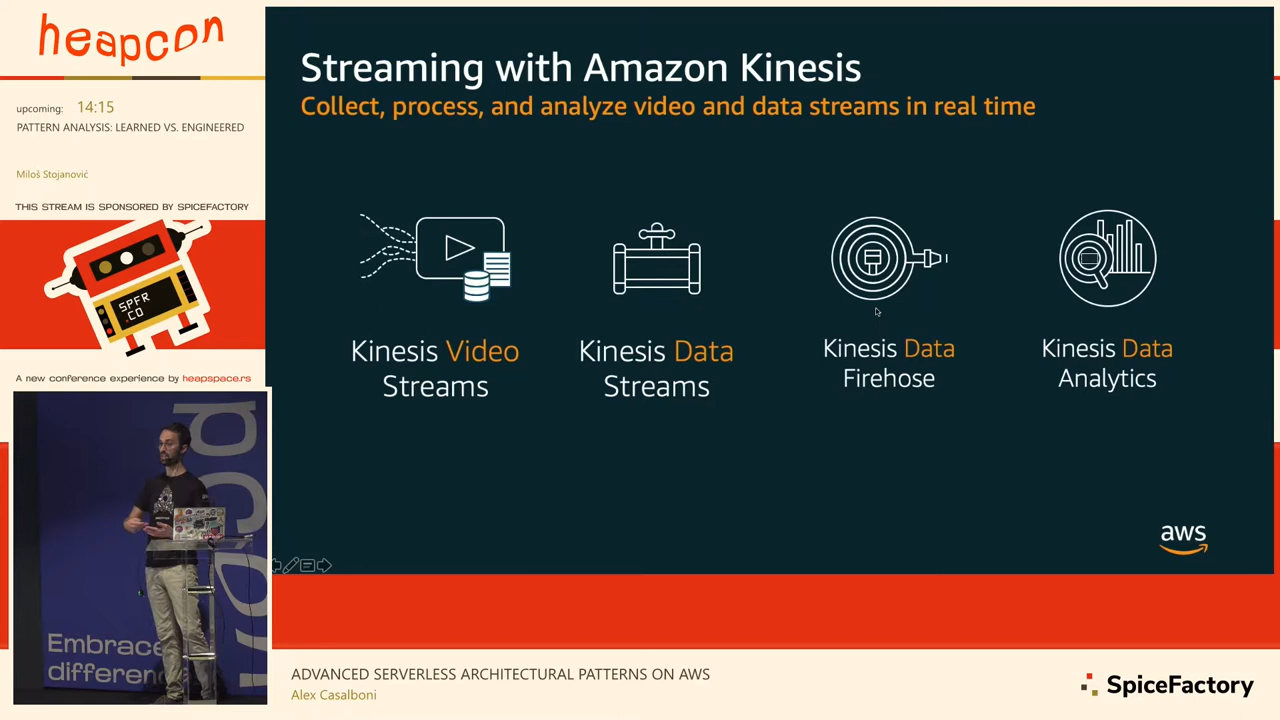 heapcon
upcoming: 14:15
PATTERN ANALYSIS: LEARNED VS. ENGINEERED
Miloš Stojanović
THIS STREAM IS SPONSORED BY SPICEFACTORY
SPFR
.CO
A new conference experience by heapspace.rs
Streaming with Amazon Kinesis
Collect, process, and analyze video and data streams in real time
Kinesis Video
Streams
Kinesis Data
Streams
Kinesis Data
Firehose
Kinesis Data
Analytics
aws
Embrace
differen
ADVANCED SERVERLESS ARCHITECTURAL PATTERNS ON AWS
Alex Casalboni
SpiceFactory